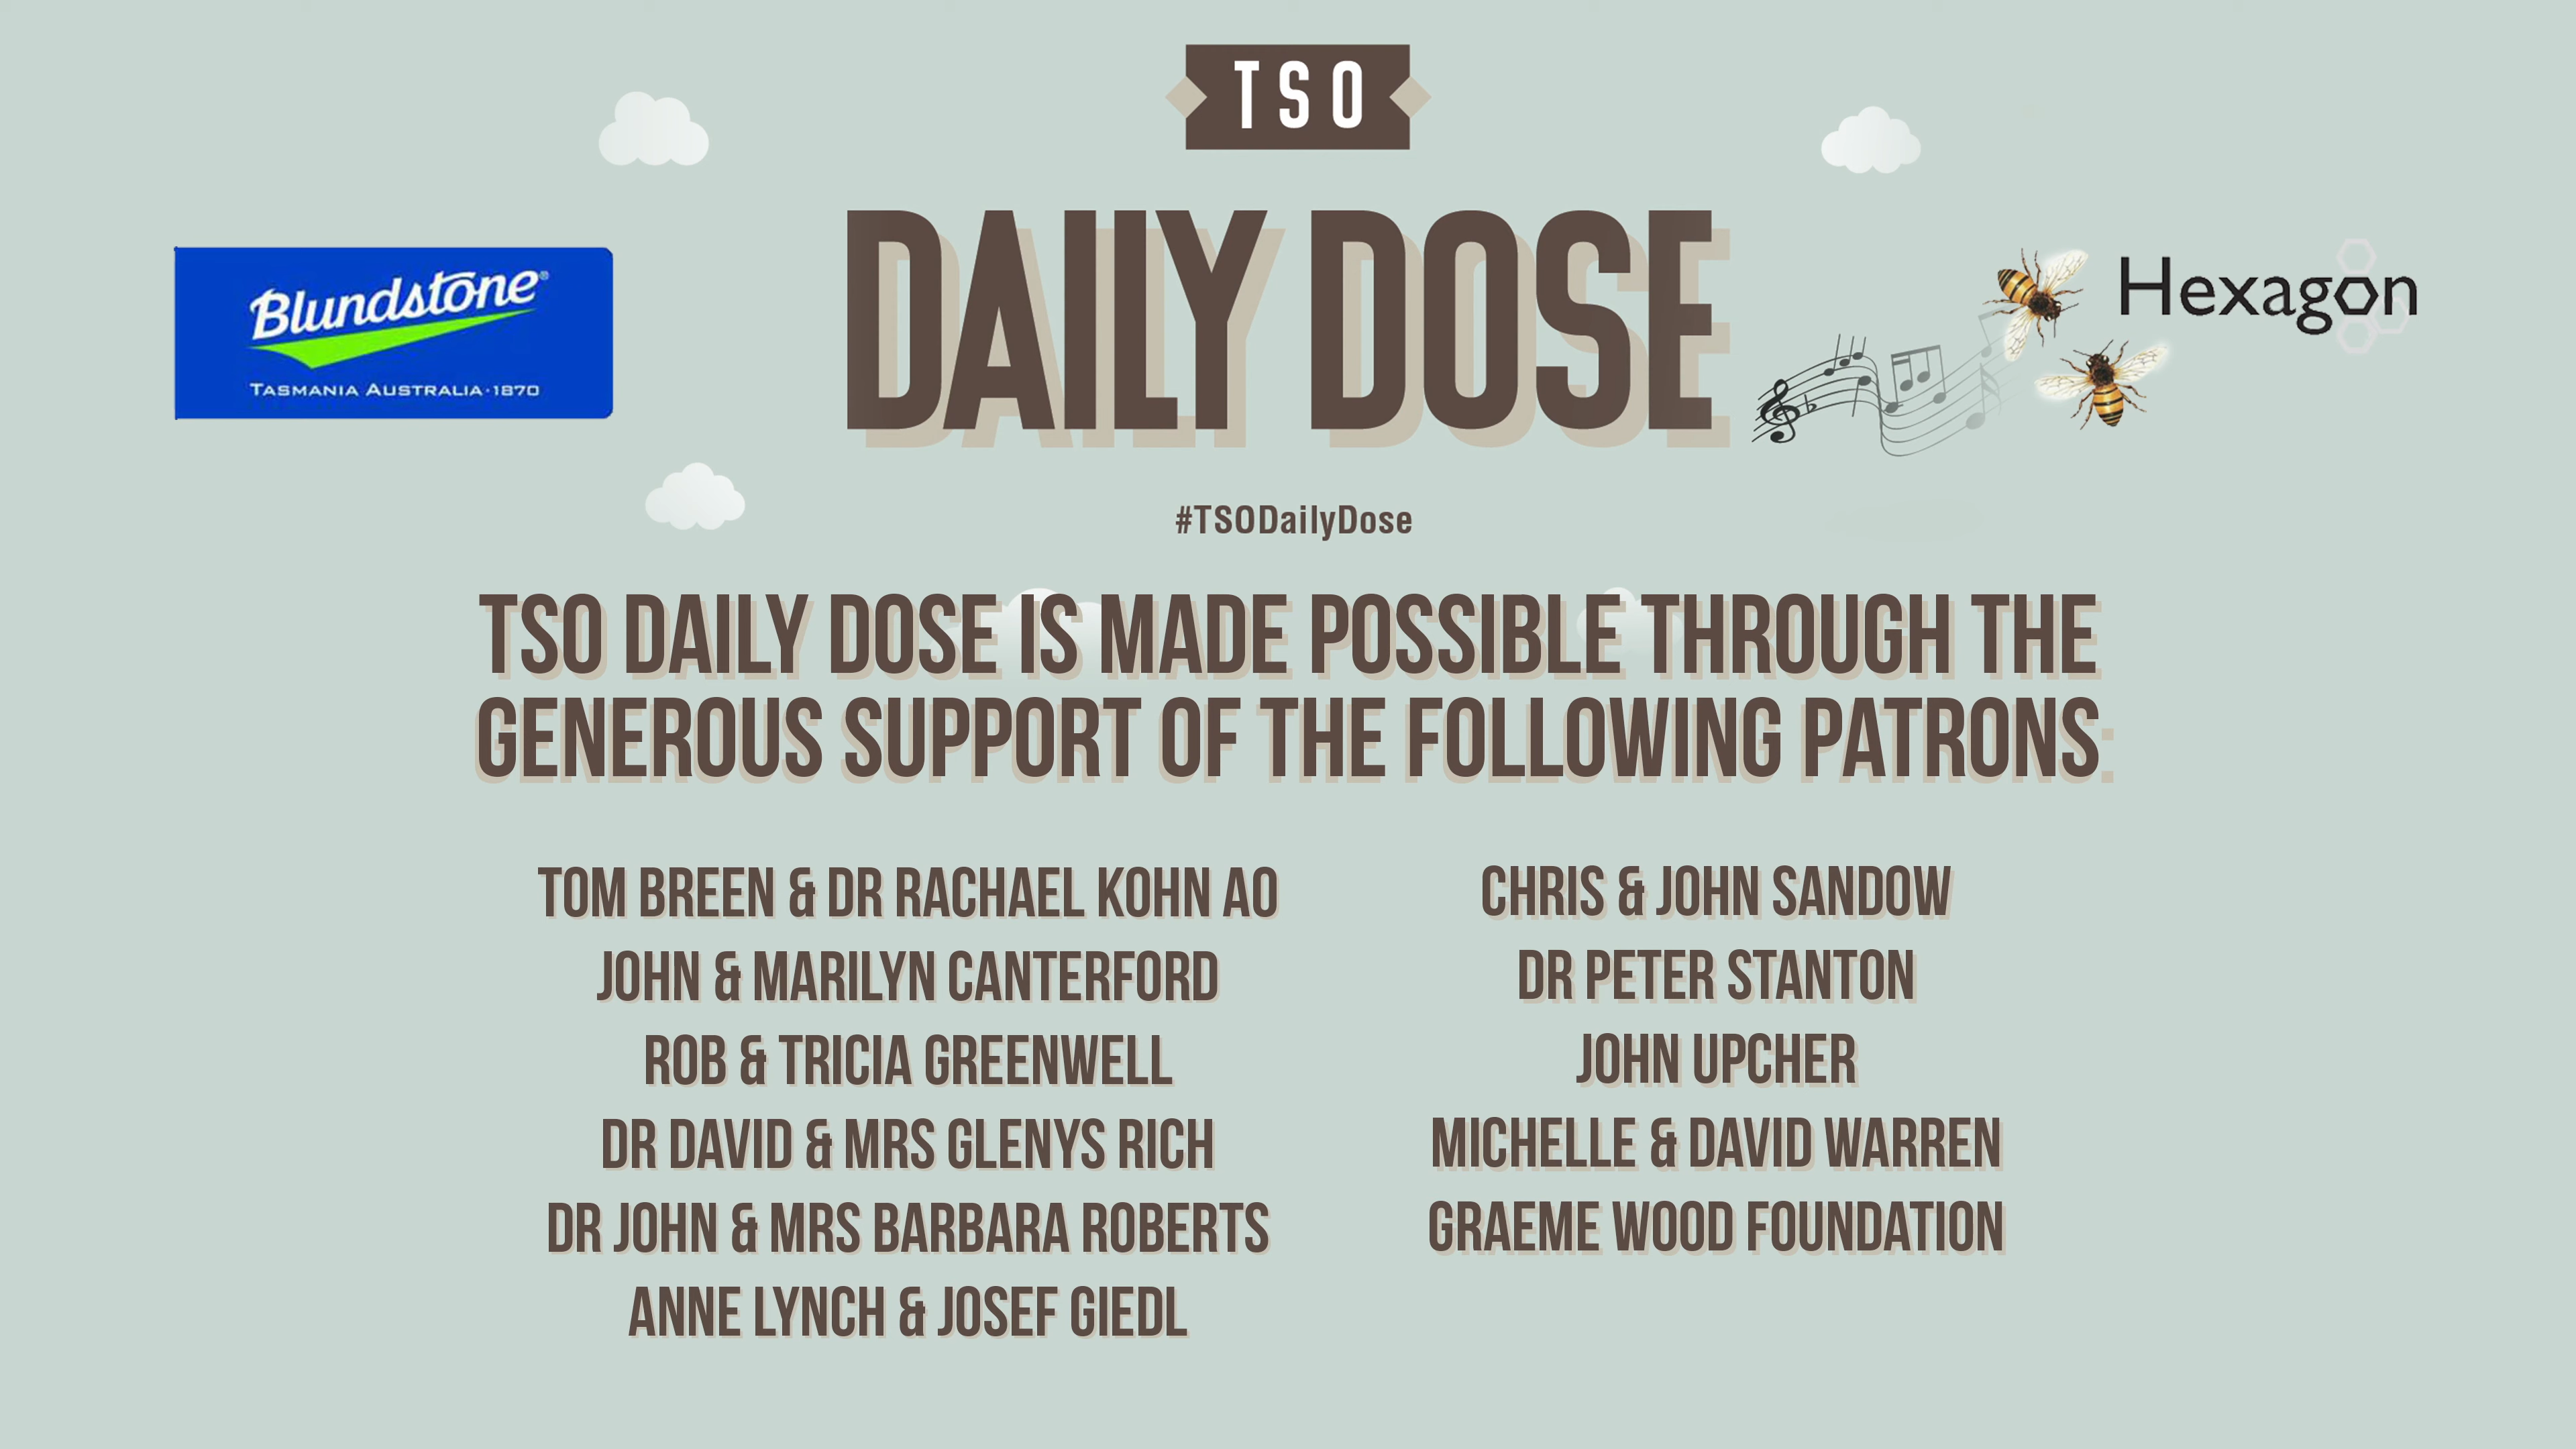 TSO
DAILY DOSE
Blundstone®
TASMANIA AUSTRALIA·1870
Hexagon
#TSODailyDose
TSO DAILY DOSE IS MADE POSSIBLE THROUGH THE
GENEROUS SUPPORT OF THE FOLLOWING PATRONS:
TOM BREEN & DR RACHAEL KOHN AO
JOHN & MARILYN CANTERFORD
ROB & TRICIA GREENWELL
DR DAVID & MRS GLENYS RICH
DR JOHN & MRS BARBARA ROBERTS
ANNE LYNCH & JOSEF GIEDL
CHRIS & JOHN SANDOW
DR PETER STANTON
JOHN UPCHER
MICHELLE & DAVID WARREN
GRAEME WOOD FOUNDATION